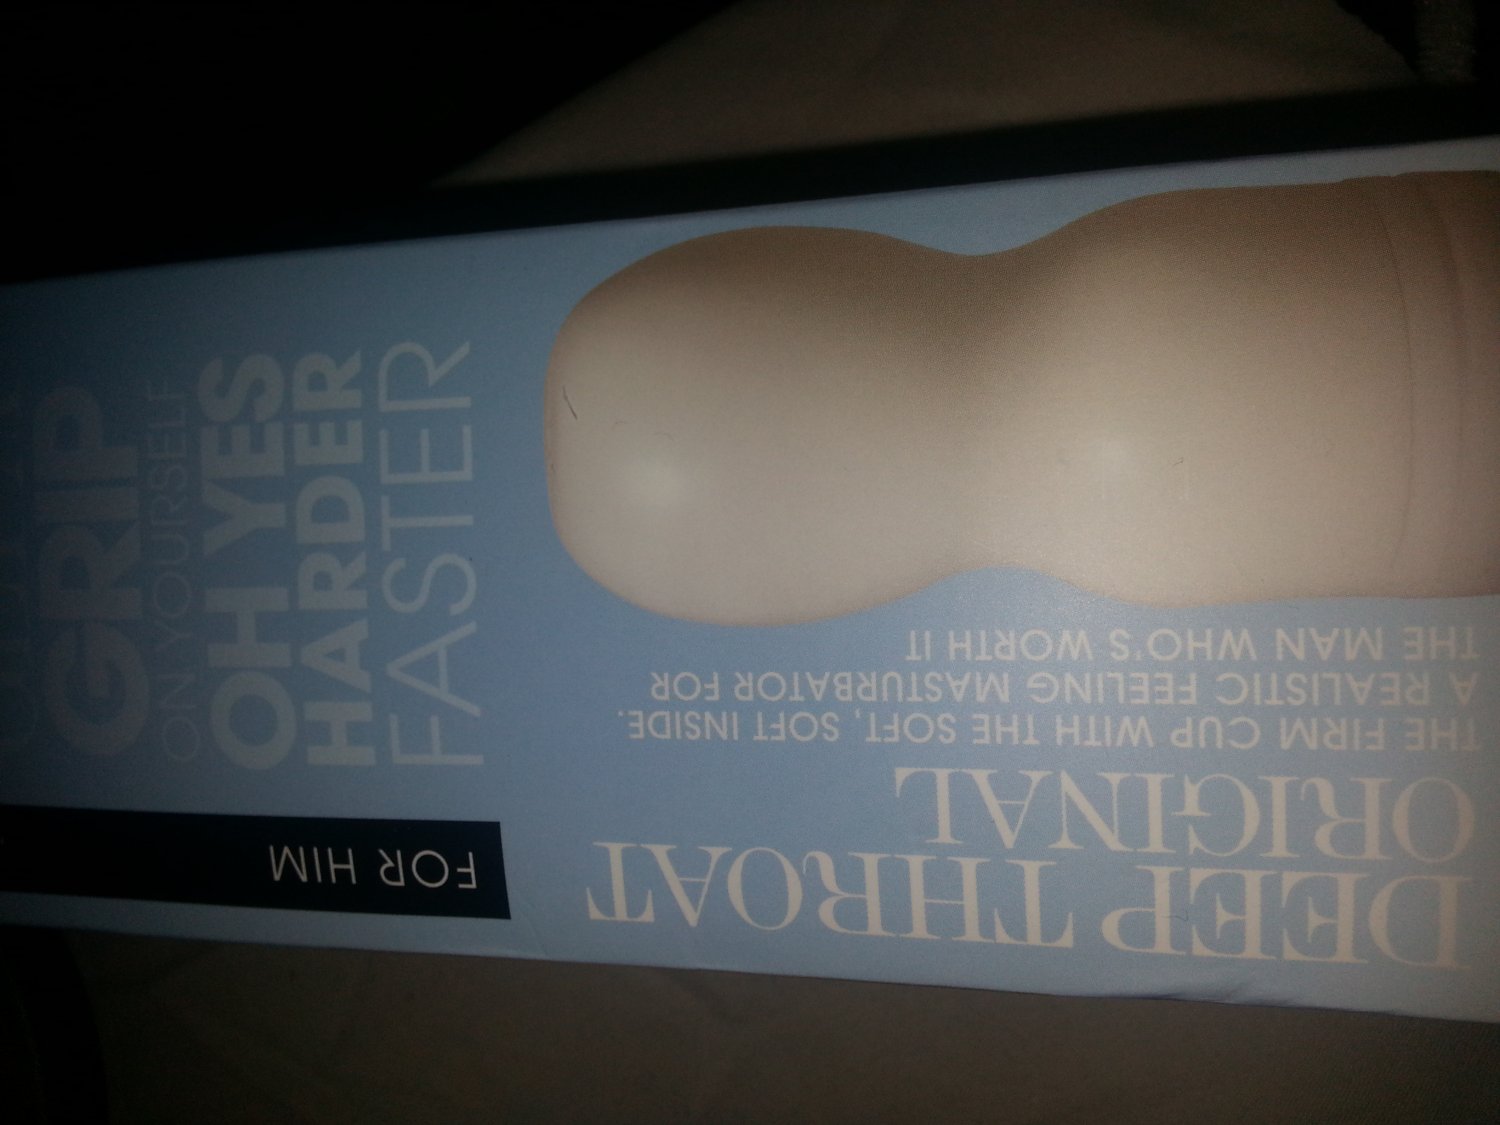 DEEP THROAT
ORIGINAL
THE FIRM CUP WITH THE SOFT, SOFT INSIDE.
A REALISTIC FEELING MASTURBATOR FOR
THE MAN WHO'S WORTH IT
FOR HIM
GRIP
ON YOURSELF
OH YES
HARDER
FASTER